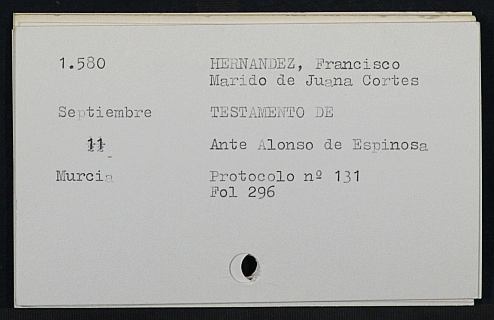 1.580 HERNANDEZ, Francisco
Marido de Juana Cortes
Septiembre TESTAMENTO DE
11 Ante Alonso de Espinosa
Murcia Protocolo nº 131
Fol 296